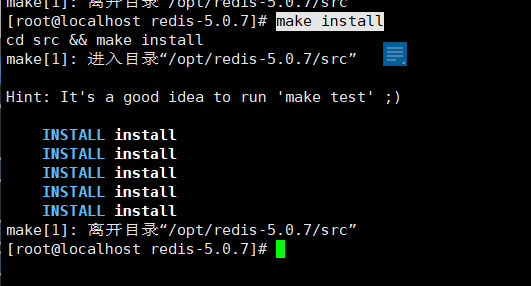 make[1]: 离开目录“/opt/redis-5.0.7/src”
[root@localhost redis-5.0.7]# make install
cd src && make install
make[1]: 进入目录“/opt/redis-5.0.7/src”
Hint: It's a good idea to run 'make test' ;)
INSTALL install
INSTALL install
INSTALL install
INSTALL install
INSTALL install
make[1]: 离开目录“/opt/redis-5.0.7/src”
[root@localhost redis-5.0.7]#